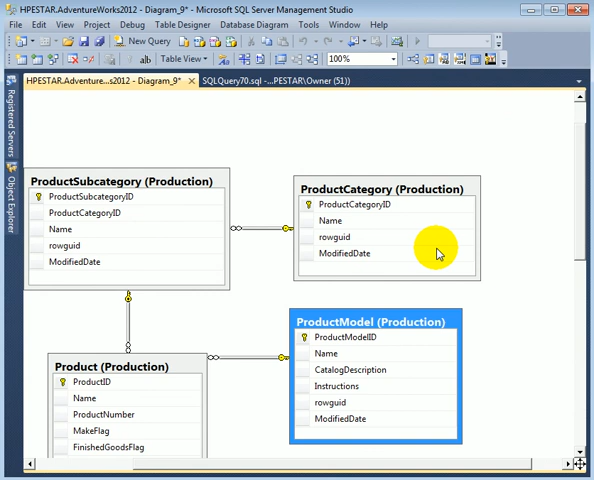 HPESTAR.AdventureWorks2012 - Diagram_9* - Microsoft SQL Server Management Studio
File Edit View Project Debug Table Designer Database Diagram Tools Window Help
New Query
Table View 100%
HPESTAR.Adventure...s2012 - Diagram_9* SQLQuery70.sql -...PESTAR\Owner (51))
Registered Servers
Object Explorer
ProductSubcategory (Production)
ProductSubcategoryID
ProductCategoryID
Name
rowguid
ModifiedDate
ProductCategory (Production)
ProductCategoryID
Name
rowguid
ModifiedDate
Product (Production)
ProductID
Name
ProductNumber
MakeFlag
FinishedGoodsFlag
ProductModel (Production)
ProductModelID
Name
CatalogDescription
Instructions
rowguid
ModifiedDate